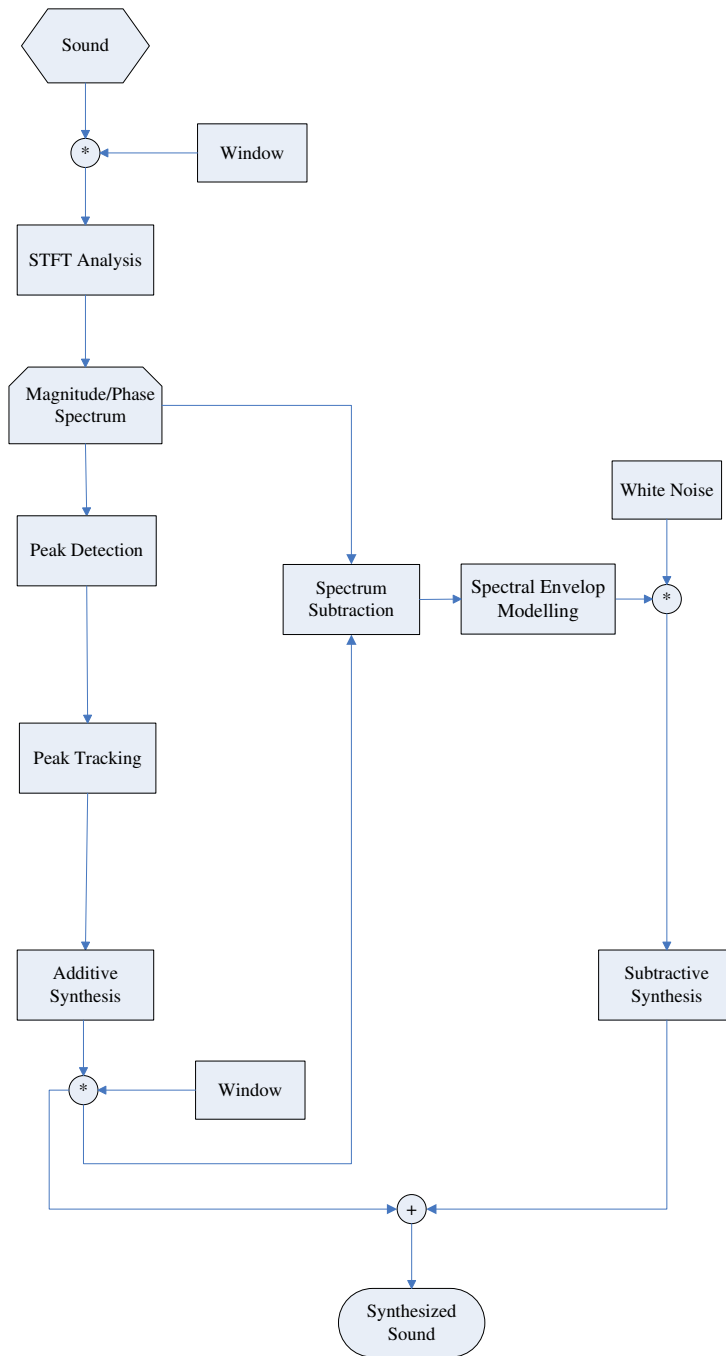 Sound
*
Window
STFT Analysis
Magnitude/Phase
Spectrum
White Noise
Peak Detection
Spectrum
Subtraction
Spectral Envelop
Modelling
*
Peak Tracking
Additive
Synthesis
Subtractive
Synthesis
*
Window
+
Synthesized
Sound